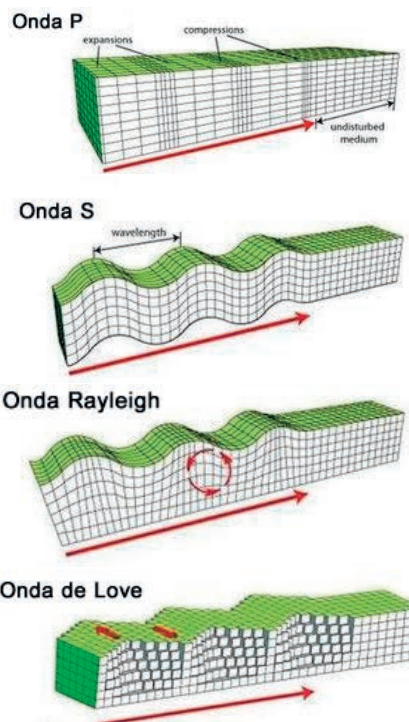 Onda P
expansions
compressions
undisturbed
medium
Onda S
wavelength
Onda Rayleigh
Onda de Love